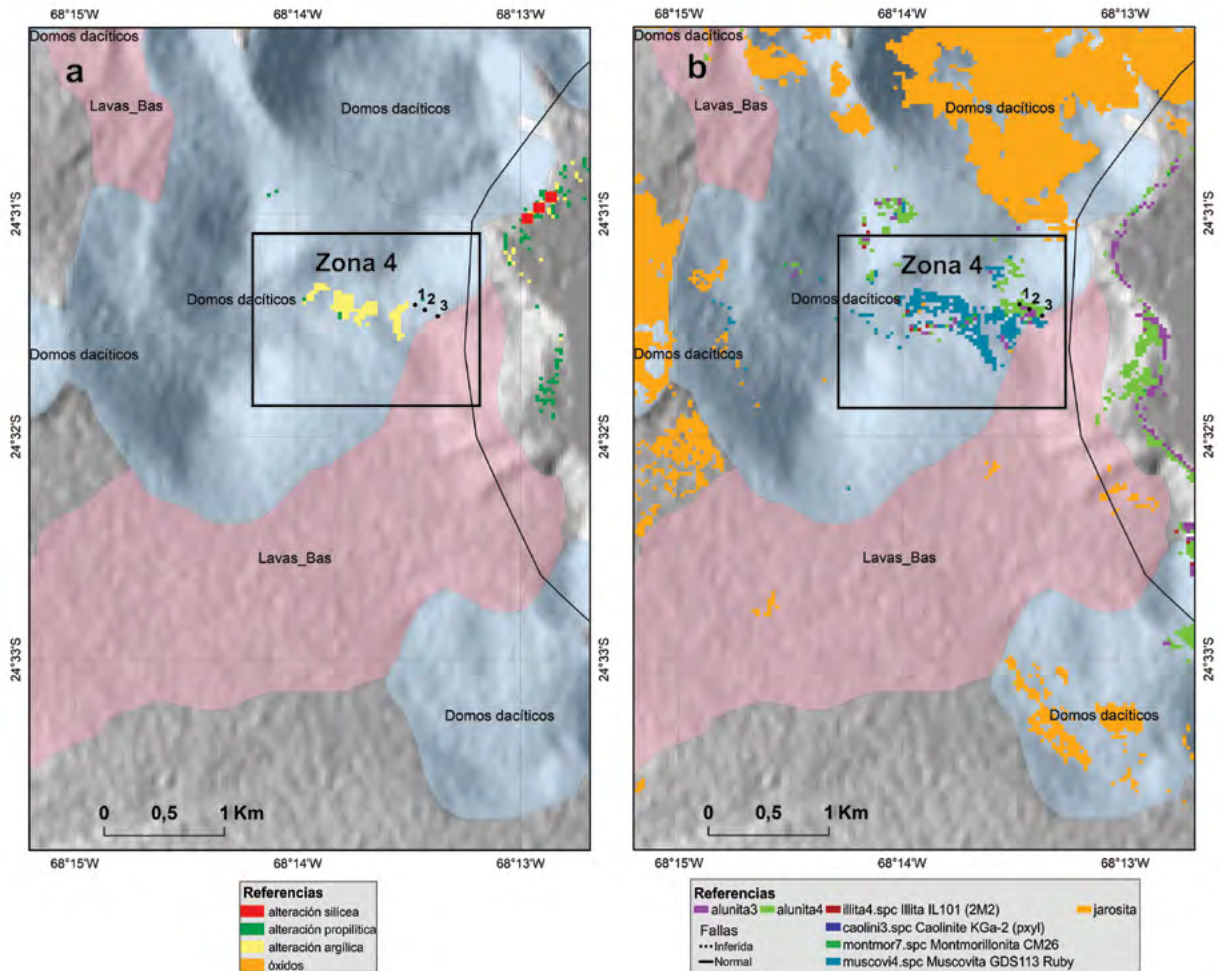 68°15'W 68°14'W 68°13'W
68°15'W 68°14'W 68°13'W
a
Domos dacíticos
Lavas_Bas
Domos dacíticos
24°31'S
24°31'S
Zona 4
Domos dacíticos
1 2 3
Domos dacíticos
24°32'S
24°32'S
Lavas_Bas
24°33'S
24°33'S
Domos dacíticos
0 0,5 1 Km
68°15'W 68°14'W 68°13'W
Referencias
alteración silícea
alteración propilítica
alteración argílica
óxidos
b
Domos dacíticos
Lavas_Bas
Domos dacíticos
Zona 4
Domos dacíticos
1 2 3
Domos dacíticos
24°31'S
24°32'S
Lavas_Bas
24°33'S
Domos dacíticos
0 0,5 1 Km
68°15'W 68°14'W 68°13'W
Referencias
alunita3 alunita4 illita4.spc Illita IL101 (2M2) jarosita
Fallas caolini3.spc Caolinite KGa-2 (pxyl)
Inferida montmor7.spc Montmorillonita CM26
Normal muscovi4.spc Muscovita GDS113 Ruby